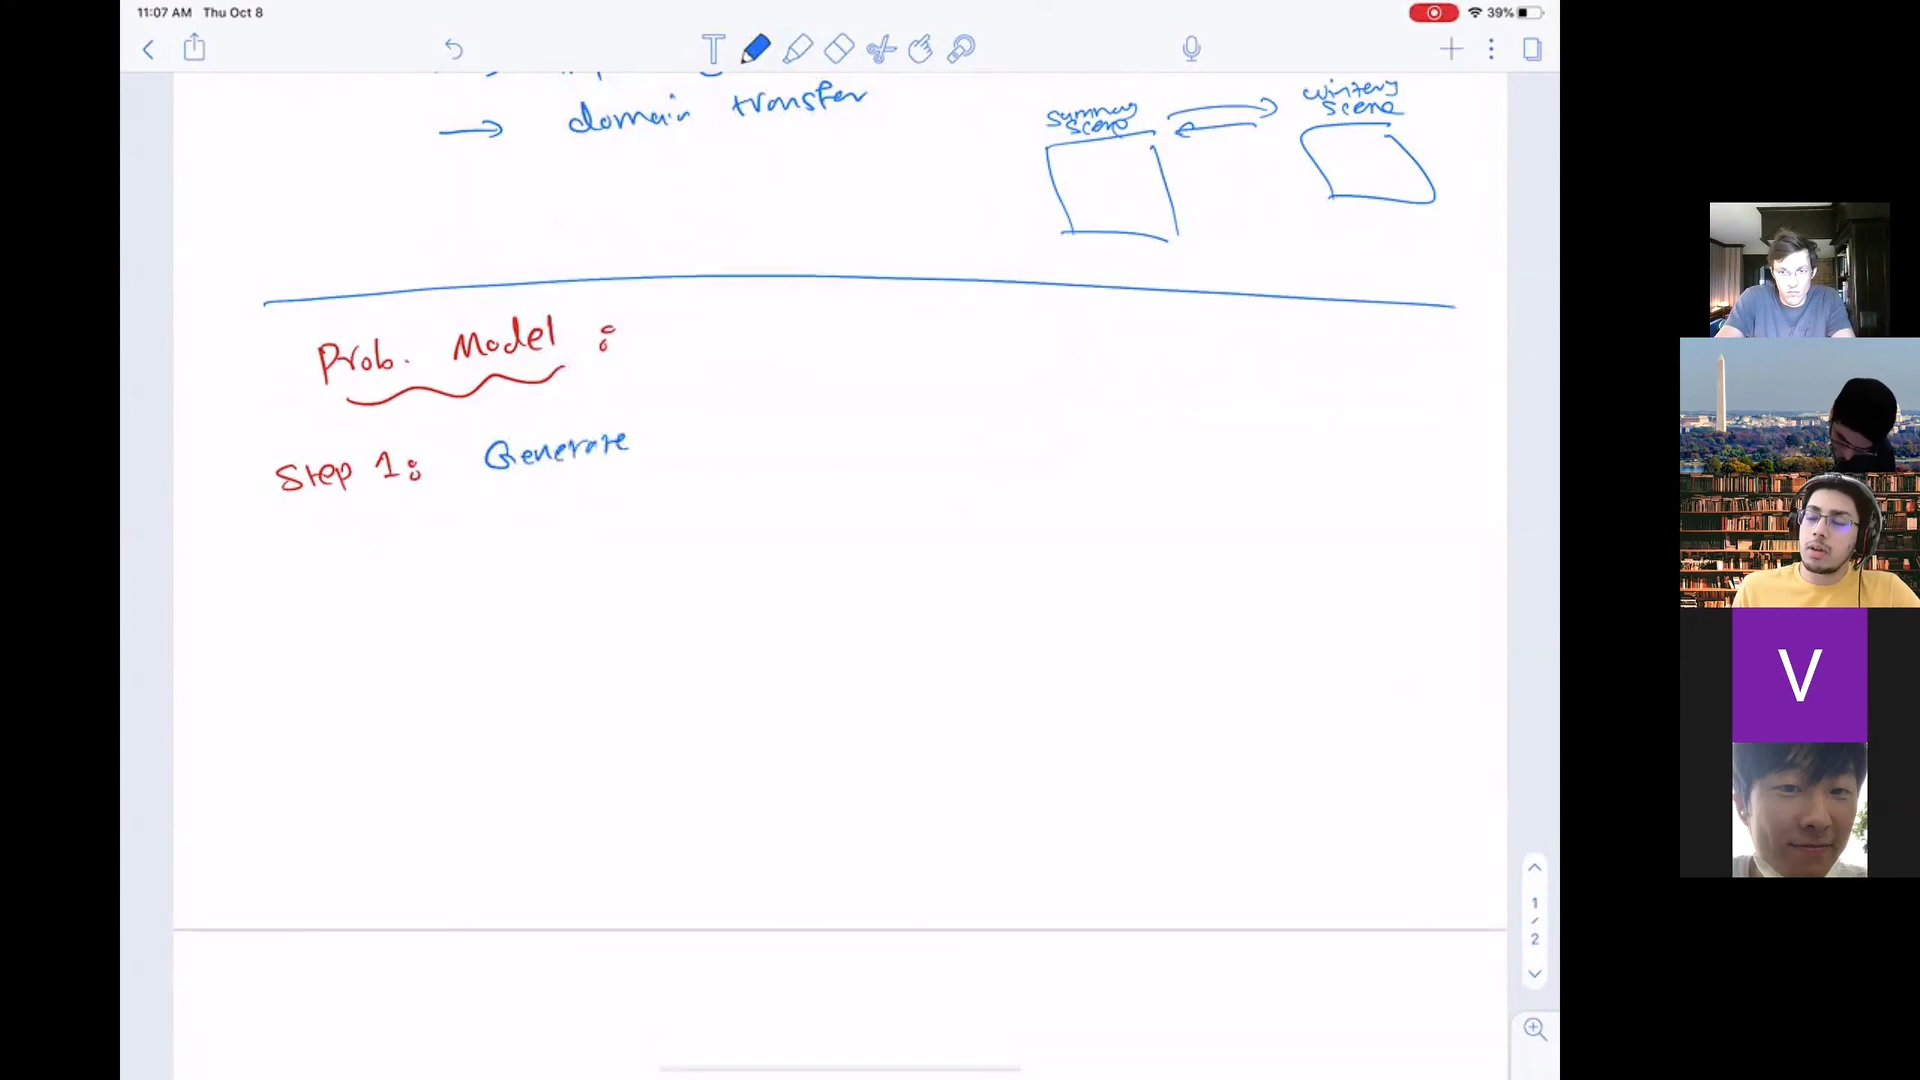 11:07 AM Thu Oct 8
39%
T
→ domain transfer
wintery
scene
summary
scene
Prob. Model :
Step 1: Generate
V
1
/
2